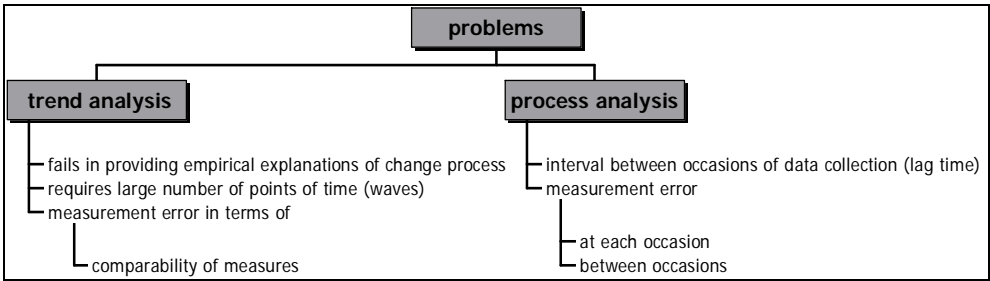 problems
trend analysis
fails in providing empirical explanations of change process
requires large number of points of time (waves)
measurement error in terms of
comparability of measures
process analysis
interval between occasions of data collection (lag time)
measurement error
at each occasion
between occasions